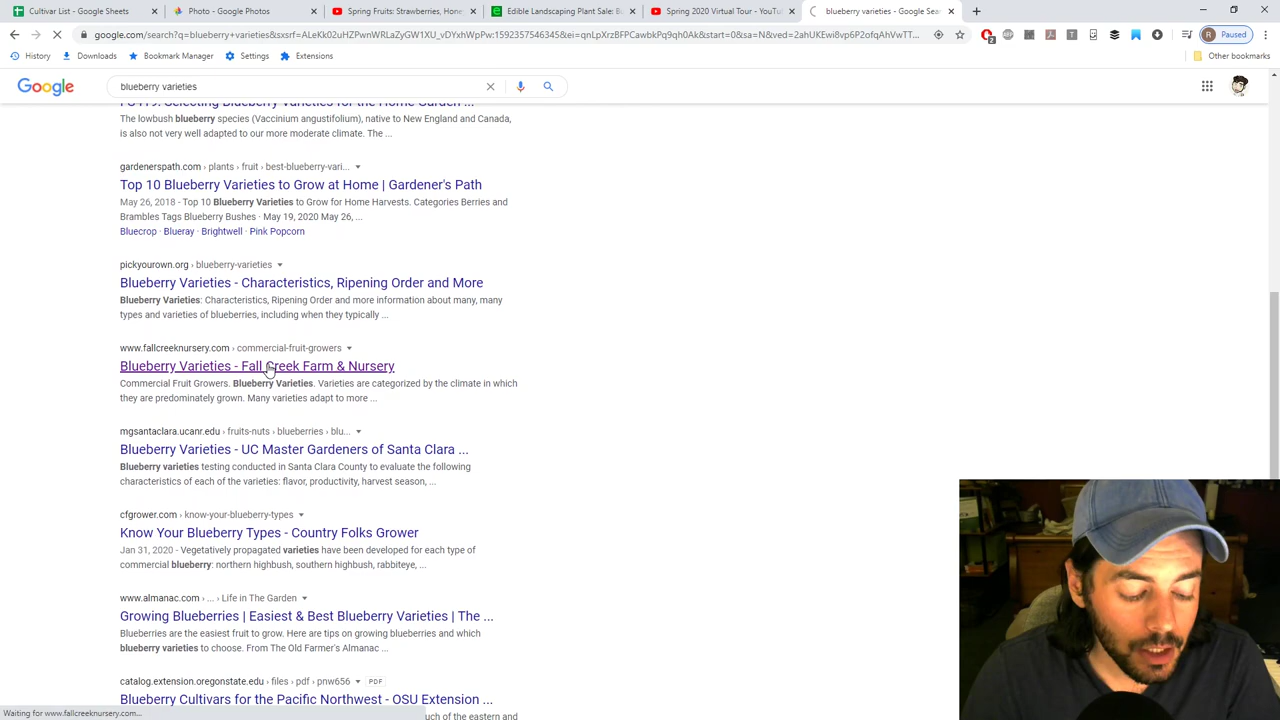 Cultivar List - Google Sheets
Photo - Google Photos
Spring Fruits: Strawberries, Hone
Edible Landscaping Plant Sale: Bu
Spring 2020 Virtual Tour - YouTu
blueberry varieties - Google Sea
google.com/search?q=blueberry+varieties&sxsrf=ALeKk02uHZPwnWRLaZyGW1XU_vDYxhWpPw:1592357546345&ei=qnLpXrzBFPCawbkPq9qh0Ak&start=0&sa=N&ved=2ahUKEwi8vp6P2ofqAhVwTT...
2
R Paused
History
Downloads
Bookmark Manager
Settings
Extensions
Other bookmarks
Google
blueberry varieties
FS419: Selecting Blueberry Varieties for the Home Garden ...
The lowbush blueberry species (Vaccinium angustifolium), native to New England and Canada,
is also not very well adapted to our more moderate climate. The ...
gardenerspath.com › plants › fruit › best-blueberry-vari...
Top 10 Blueberry Varieties to Grow at Home | Gardener's Path
May 26, 2018 - Top 10 Blueberry Varieties to Grow for Home Harvests. Categories Berries and
Brambles Tags Blueberry Bushes · May 19, 2020 May 26, ...
Bluecrop · Blueray · Brightwell · Pink Popcorn
pickyourown.org › blueberry-varieties
Blueberry Varieties - Characteristics, Ripening Order and More
Blueberry Varieties: Characteristics, Ripening Order and more information about many, many
types and varieties of blueberries, including when they typically ...
www.fallcreeknursery.com › commercial-fruit-growers
Blueberry Varieties - Fall Creek Farm & Nursery
Commercial Fruit Growers. Blueberry Varieties. Varieties are categorized by the climate in which
they are predominately grown. Many varieties adapt to more ...
mgsantaclara.ucanr.edu › fruits-nuts › blueberries › blu...
Blueberry Varieties - UC Master Gardeners of Santa Clara ...
Blueberry varieties testing conducted in Santa Clara County to evaluate the following
characteristics of each of the varieties: flavor, productivity, harvest season, ...
cfgrower.com › know-your-blueberry-types
Know Your Blueberry Types - Country Folks Grower
Jan 31, 2020 - Vegetatively propagated varieties have been developed for each type of
commercial blueberry: northern highbush, southern highbush, rabbiteye, ...
www.almanac.com › ... › Life in The Garden
Growing Blueberries | Easiest & Best Blueberry Varieties | The ...
Blueberries are the easiest fruit to grow. Here are tips on growing blueberries and which
blueberry varieties to choose. From The Old Farmer's Almanac ...
catalog.extension.oregonstate.edu › files › pdf › pnw656 PDF
Blueberry Cultivars for the Pacific Northwest - OSU Extension ...
uch of the eastern and
Waiting for www.fallcreeknursery.com...